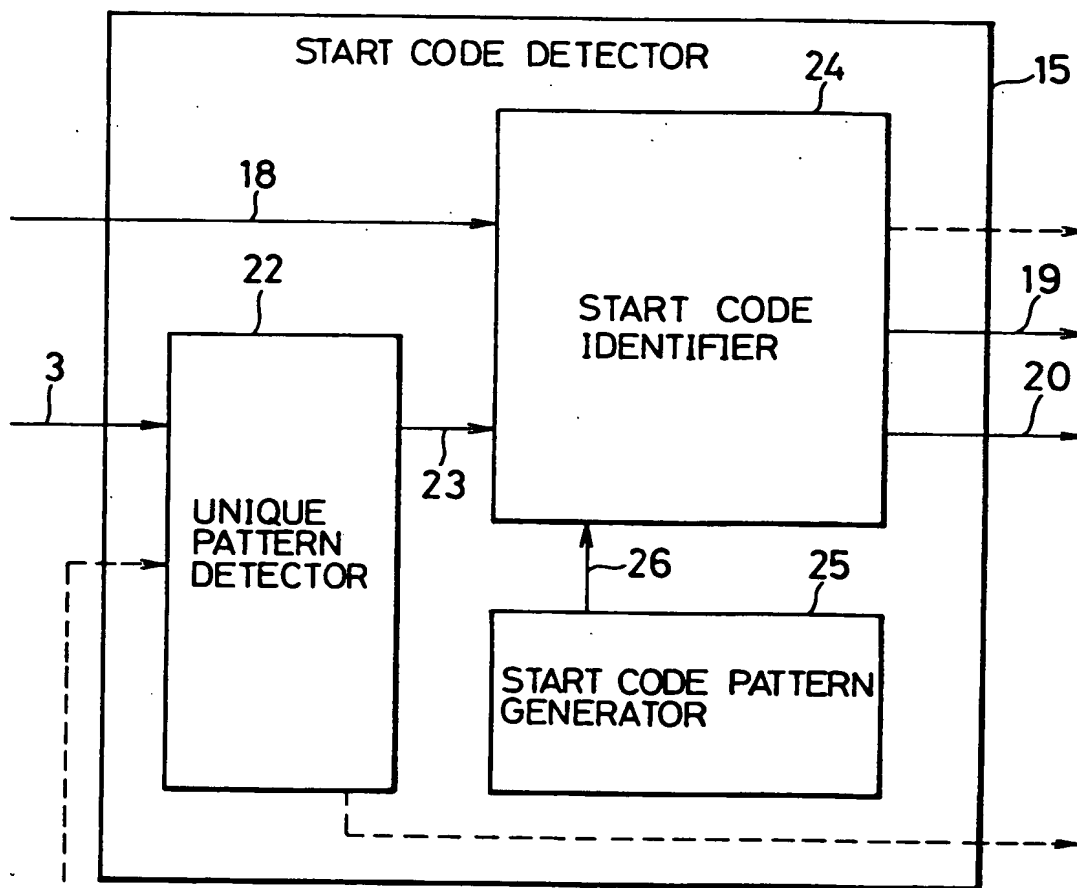 START CODE DETECTOR
24
15
18
22
START CODE
IDENTIFIER
19
3
20
23
UNIQUE
PATTERN
DETECTOR
26
25
START CODE PATTERN
GENERATOR